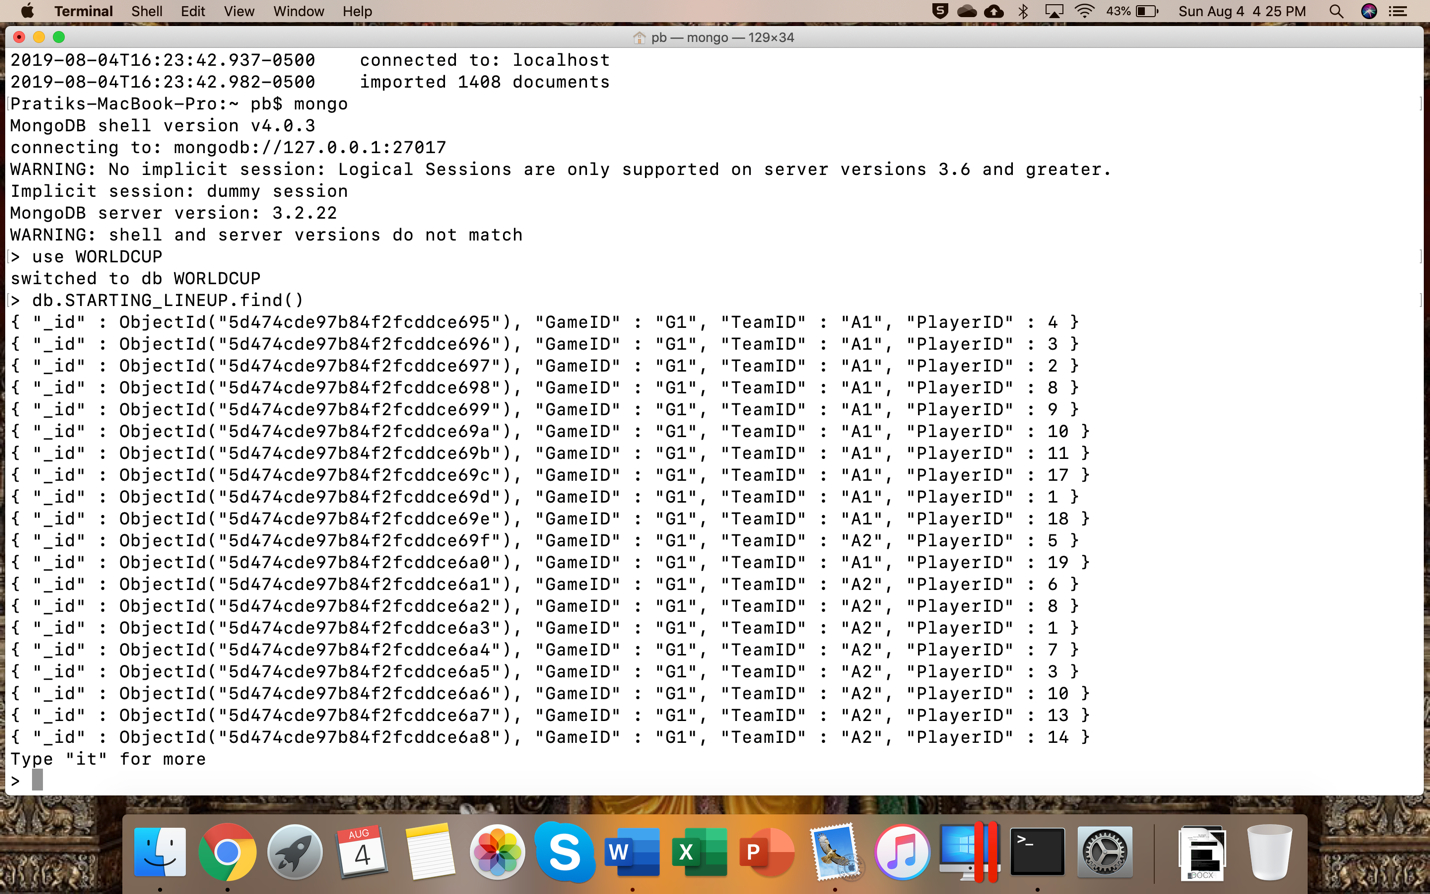 Terminal Shell Edit View Window Help 43% Sun Aug 4 4 25 PM
pb — mongo — 129×34
2019-08-04T16:23:42.937-0500 connected to: localhost
2019-08-04T16:23:42.982-0500 imported 1408 documents
[Pratiks-MacBook-Pro:~ pb$ mongo ]
MongoDB shell version v4.0.3
connecting to: mongodb://127.0.0.1:27017
WARNING: No implicit session: Logical Sessions are only supported on server versions 3.6 and greater.
Implicit session: dummy session
MongoDB server version: 3.2.22
WARNING: shell and server versions do not match
[> use WORLDCUP ]
switched to db WORLDCUP
[> db.STARTING_LINEUP.find() ]
{ "_id" : ObjectId("5d474cde97b84f2fcddce695"), "GameID" : "G1", "TeamID" : "A1", "PlayerID" : 4 }
{ "_id" : ObjectId("5d474cde97b84f2fcddce696"), "GameID" : "G1", "TeamID" : "A1", "PlayerID" : 3 }
{ "_id" : ObjectId("5d474cde97b84f2fcddce697"), "GameID" : "G1", "TeamID" : "A1", "PlayerID" : 2 }
{ "_id" : ObjectId("5d474cde97b84f2fcddce698"), "GameID" : "G1", "TeamID" : "A1", "PlayerID" : 8 }
{ "_id" : ObjectId("5d474cde97b84f2fcddce699"), "GameID" : "G1", "TeamID" : "A1", "PlayerID" : 9 }
{ "_id" : ObjectId("5d474cde97b84f2fcddce69a"), "GameID" : "G1", "TeamID" : "A1", "PlayerID" : 10 }
{ "_id" : ObjectId("5d474cde97b84f2fcddce69b"), "GameID" : "G1", "TeamID" : "A1", "PlayerID" : 11 }
{ "_id" : ObjectId("5d474cde97b84f2fcddce69c"), "GameID" : "G1", "TeamID" : "A1", "PlayerID" : 17 }
{ "_id" : ObjectId("5d474cde97b84f2fcddce69d"), "GameID" : "G1", "TeamID" : "A1", "PlayerID" : 1 }
{ "_id" : ObjectId("5d474cde97b84f2fcddce69e"), "GameID" : "G1", "TeamID" : "A1", "PlayerID" : 18 }
{ "_id" : ObjectId("5d474cde97b84f2fcddce69f"), "GameID" : "G1", "TeamID" : "A2", "PlayerID" : 5 }
{ "_id" : ObjectId("5d474cde97b84f2fcddce6a0"), "GameID" : "G1", "TeamID" : "A1", "PlayerID" : 19 }
{ "_id" : ObjectId("5d474cde97b84f2fcddce6a1"), "GameID" : "G1", "TeamID" : "A2", "PlayerID" : 6 }
{ "_id" : ObjectId("5d474cde97b84f2fcddce6a2"), "GameID" : "G1", "TeamID" : "A2", "PlayerID" : 8 }
{ "_id" : ObjectId("5d474cde97b84f2fcddce6a3"), "GameID" : "G1", "TeamID" : "A2", "PlayerID" : 1 }
{ "_id" : ObjectId("5d474cde97b84f2fcddce6a4"), "GameID" : "G1", "TeamID" : "A2", "PlayerID" : 7 }
{ "_id" : ObjectId("5d474cde97b84f2fcddce6a5"), "GameID" : "G1", "TeamID" : "A2", "PlayerID" : 3 }
{ "_id" : ObjectId("5d474cde97b84f2fcddce6a6"), "GameID" : "G1", "TeamID" : "A2", "PlayerID" : 10 }
{ "_id" : ObjectId("5d474cde97b84f2fcddce6a7"), "GameID" : "G1", "TeamID" : "A2", "PlayerID" : 13 }
{ "_id" : ObjectId("5d474cde97b84f2fcddce6a8"), "GameID" : "G1", "TeamID" : "A2", "PlayerID" : 14 }
Type "it" for more
>
AUG
4
S
W
X
P
>_
DOCX